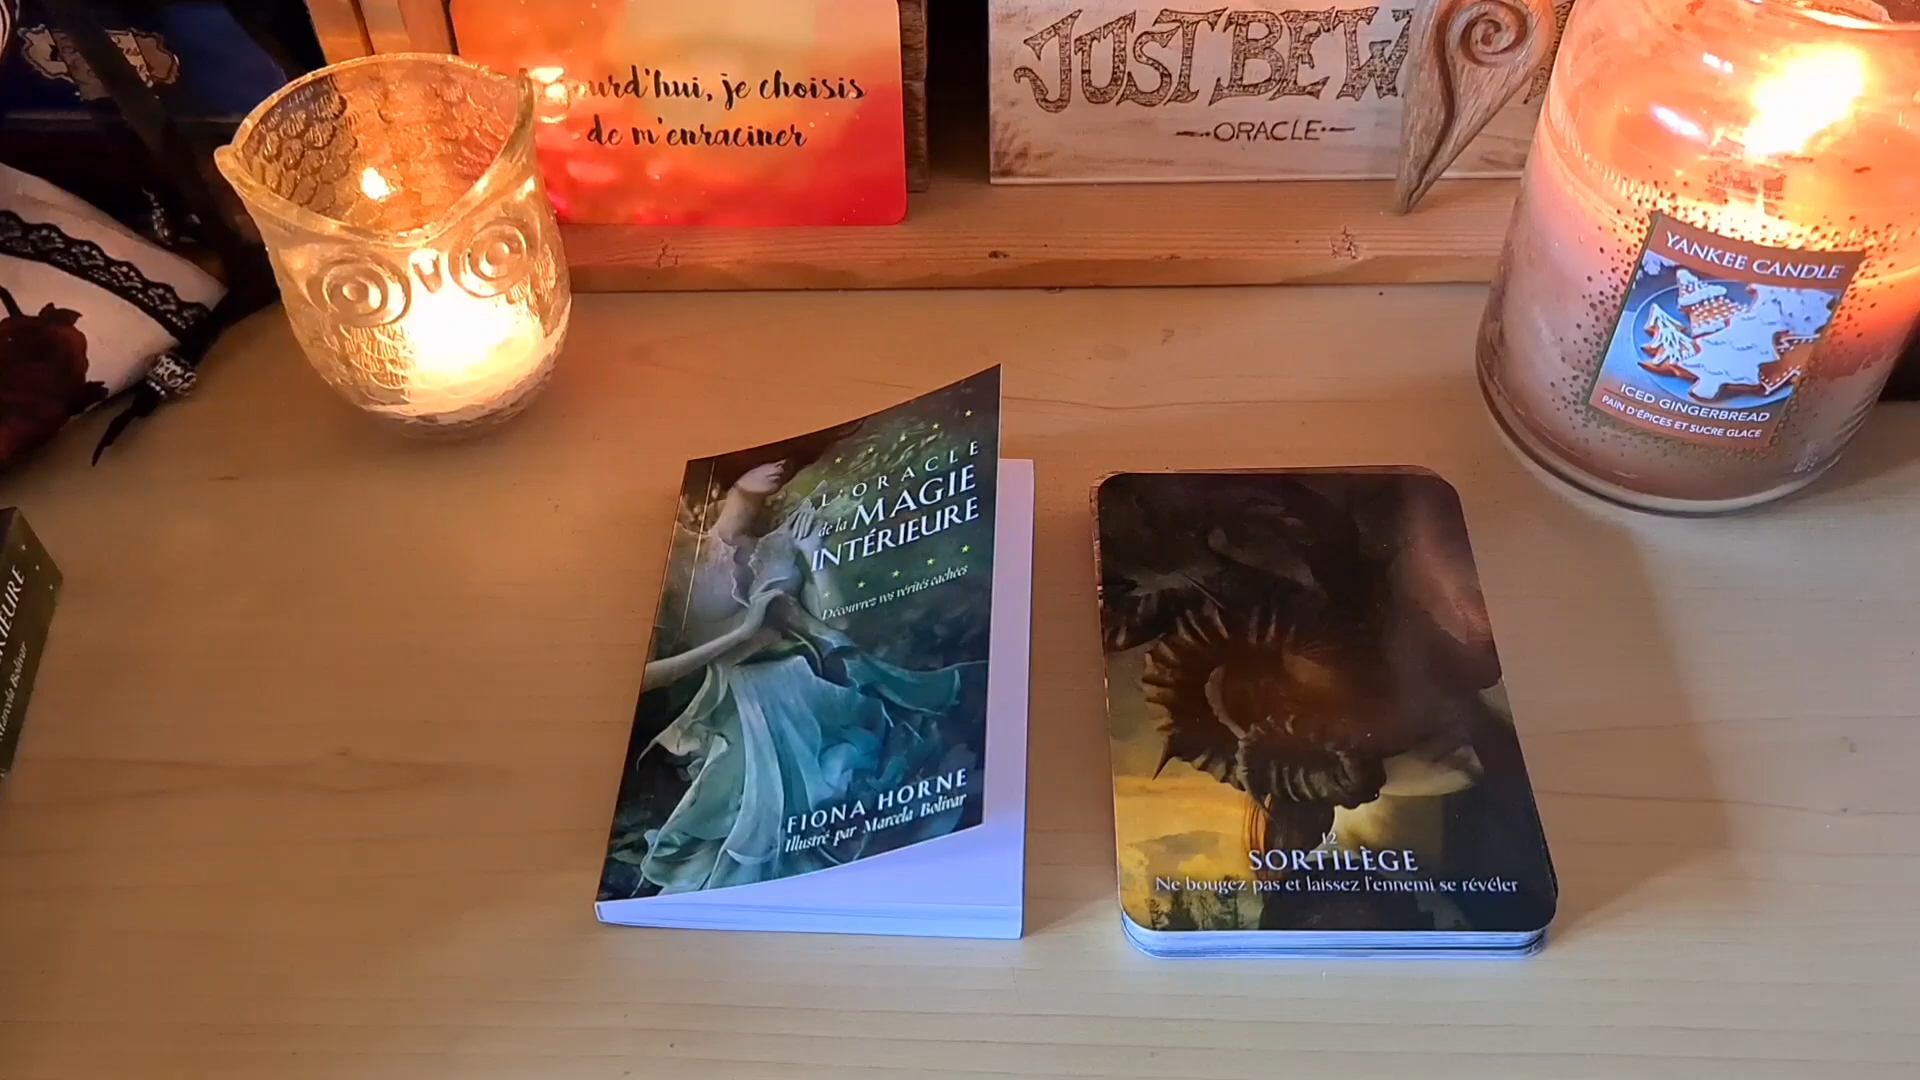 je choisis
de m'enraciner
JUST BE
ORACLE
YANKEE CANDLE
ICED GINGERBREAD
PAIN D'ÉPICES ET SUCRE GLACE
L'ORACLE
de la MAGIE
INTÉRIEURE
Découvrez vos vérités cachées
FIONA HORNE
Illustré par Marcela Bolívar
12
SORTILÈGE
Ne bougez pas et laissez l'ennemi se révéler
Marcela Bolívar